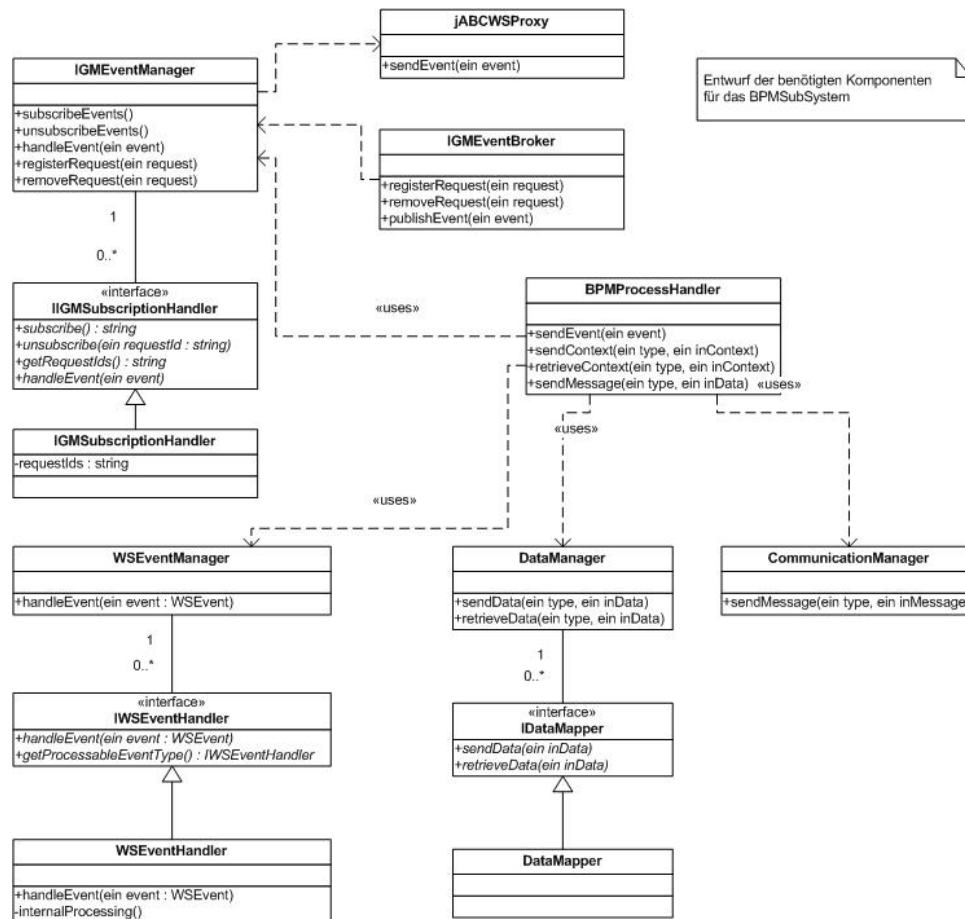 jABCWSProxy
+sendEvent(ein event)
IGMEventManager
+subscribeEvents()
+unsubscribeEvents()
+handleEvent(ein event)
+registerRequest(ein request)
+removeRequest(ein request)
Entwurf der benötigten Komponenten
für das BPMSubSystem
IGMEventBroker
+registerRequest(ein request)
+removeRequest(ein request)
+publishEvent(ein event)
1
0..*
«interface»
IIGMSubscriptionHandler
+subscribe() : string
+unsubscribe(ein requestId : string)
+getRequestIds() : string
+handleEvent(ein event)
«uses»
BPMProcessHandler
+sendEvent(ein event)
+sendContext(ein type, ein inContext)
+retrieveContext(ein type, ein inContext)
+sendMessage(ein type, ein inData)
«uses»
«uses»
IGMSubscriptionHandler
-requestIds : string
«uses»
WSEventManager
+handleEvent(ein event : WSEvent)
DataManager
+sendData(ein type, ein inData)
+retrieveData(ein type, ein inData)
CommunicationManager
+sendMessage(ein type, ein inMessage
1
0..*
1
0..*
«interface»
IWSEventHandler
+handleEvent(ein event : WSEvent)
+getProcessableEventType() : IWSEventHandler
«interface»
IDataMapper
+sendData(ein inData)
+retrieveData(ein inData)
WSEventHandler
+handleEvent(ein event : WSEvent)
-internalProcessing()
DataMapper